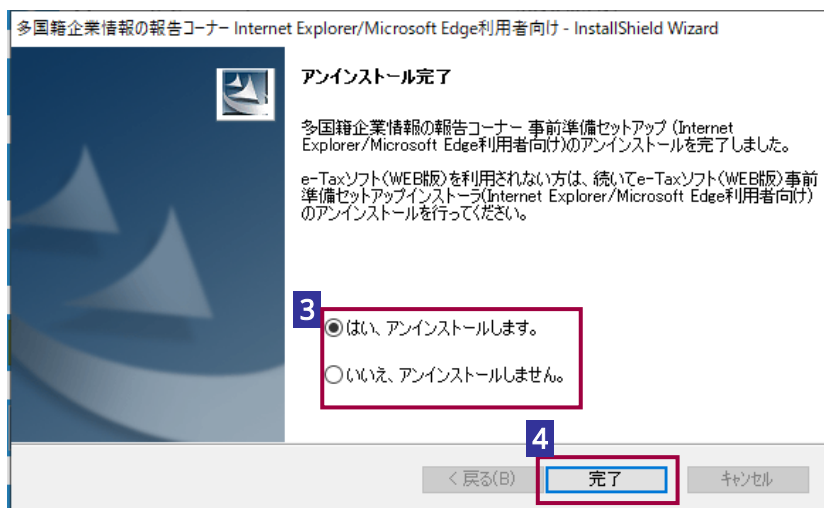 多国籍企業情報の報告コーナー Internet Explorer/Microsoft Edge利用者向け - InstallShield Wizard
アンインストール完了
多国籍企業情報の報告コーナー 事前準備セットアップ (Internet
Explorer/Microsoft Edge利用者向け)のアンインストールを完了しました。
e-Taxソフト(WEB版)を利用されない方は、続いてe-Taxソフト(WEB版)事前
準備セットアップインストーラ(Internet Explorer/Microsoft Edge利用者向け)
のアンインストールを行ってください。
3
はい、アンインストールします。
いいえ、アンインストールしません。
4
< 戻る(B)
完了
キャンセル